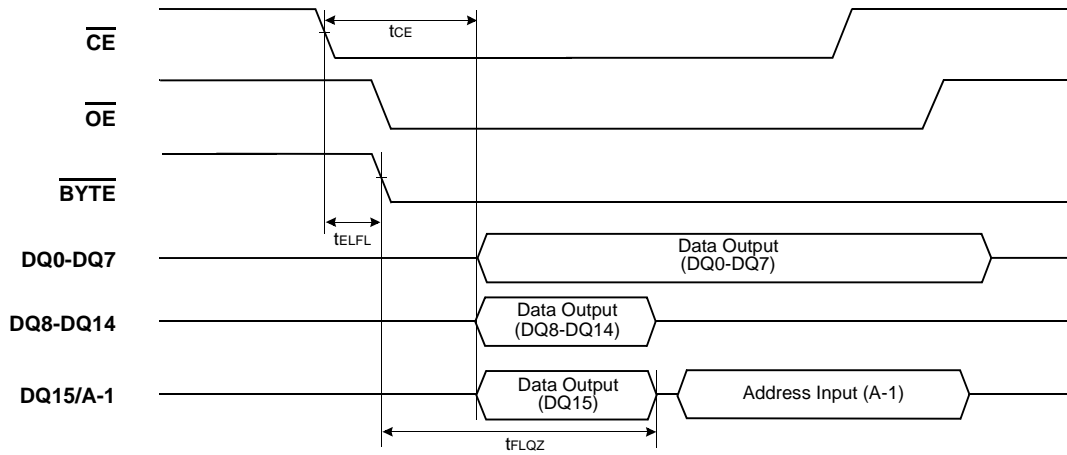 tCE
CE
OE
BYTE
tELFL
DQ0-DQ7
Data Output
(DQ0-DQ7)
DQ8-DQ14
Data Output
(DQ8-DQ14)
DQ15/A-1
Data Output
(DQ15)
Address Input (A-1)
tFLQZ